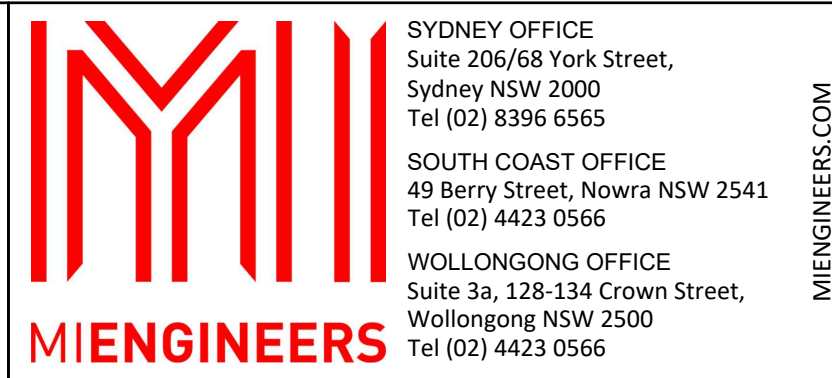 MIENGINEERS
SYDNEY OFFICE
Suite 206/68 York Street,
Sydney NSW 2000
Tel (02) 8396 6565
SOUTH COAST OFFICE
49 Berry Street, Nowra NSW 2541
Tel (02) 4423 0566
WOLLONGONG OFFICE
Suite 3a, 128-134 Crown Street,
Wollongong NSW 2500
Tel (02) 4423 0566
MIENGINEERS.COM